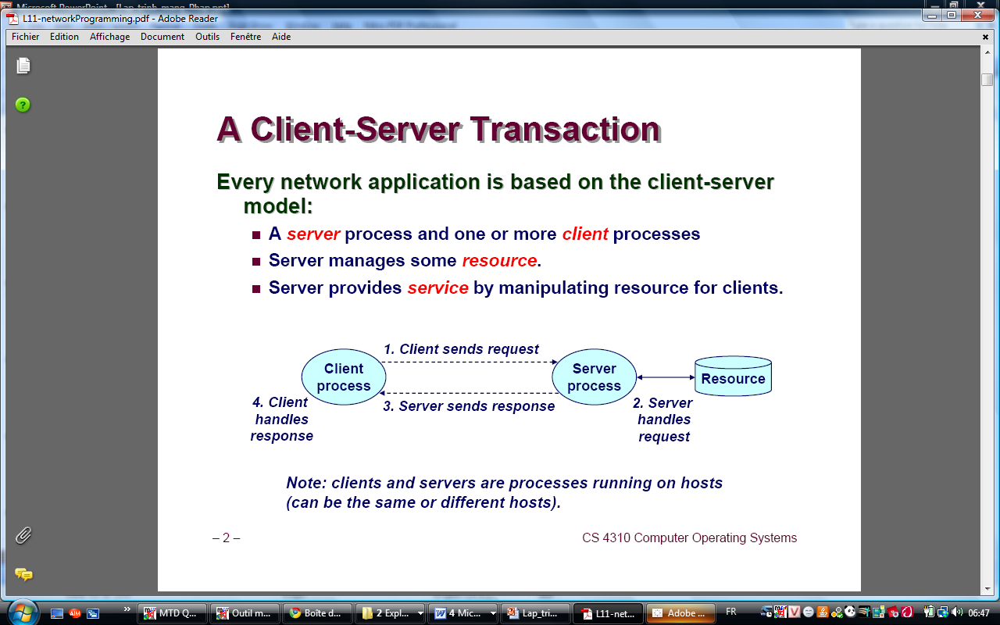 Microsoft PowerPoint - [Lap_trinh_mang_Phap.ppt]
L11-networkProgramming.pdf - Adobe Reader
Fichier Edition Affichage Document Outils Fenêtre Aide
A Client-Server Transaction
Every network application is based on the client-server
model:
A server process and one or more client processes
Server manages some resource.
Server provides service by manipulating resource for clients.
1. Client sends request
Client
process
Server
process
Resource
3. Server sends response
4. Client
handles
response
2. Server
handles
request
Note: clients and servers are processes running on hosts
(can be the same or different hosts).
– 2 –
CS 4310 Computer Operating Systems
MTD Q... Outil m... Boîte d... 2 Expl... 4 Mic... Lap_tri... L11-net... Adobe ... FR 06:47